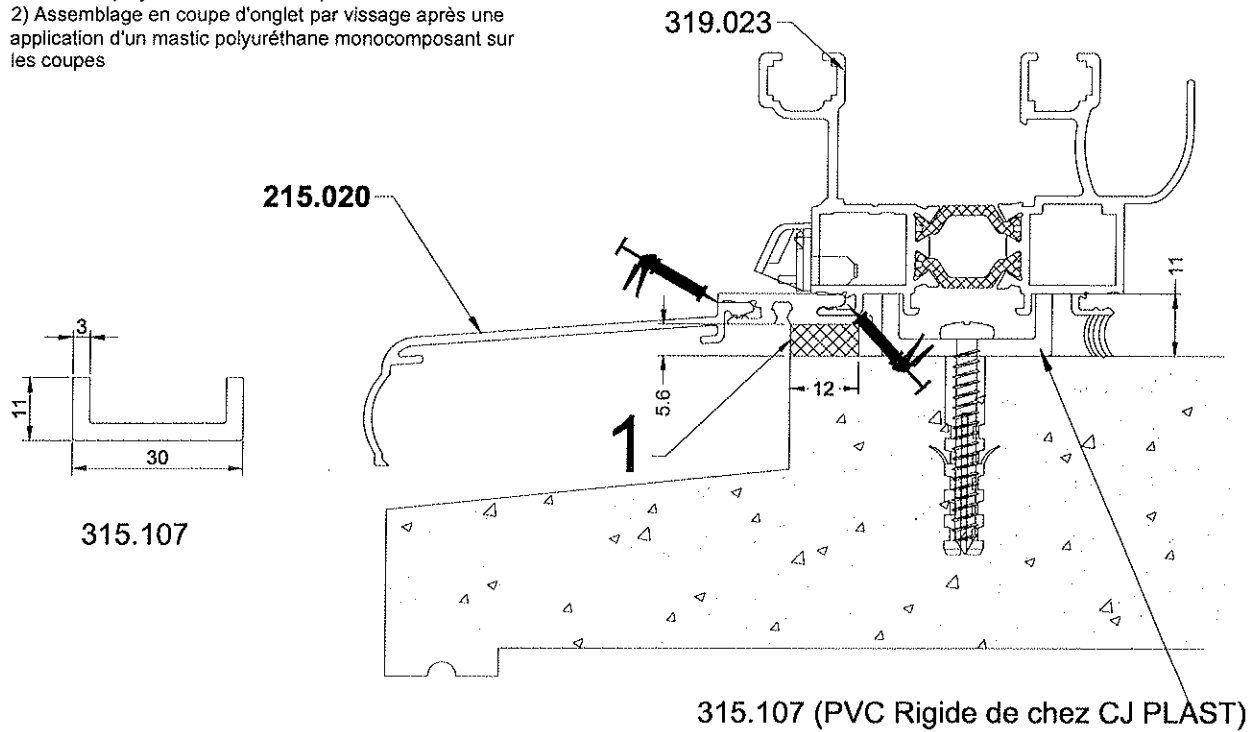 2) Assemblage en coupe d'onglet par vissage après une
application d'un mastic polyuréthane monocomposant sur
les coupes
319.023
215.020
11
3
11
30
5.6
12
1
315.107
315.107 (PVC Rigide de chez CJ PLAST)